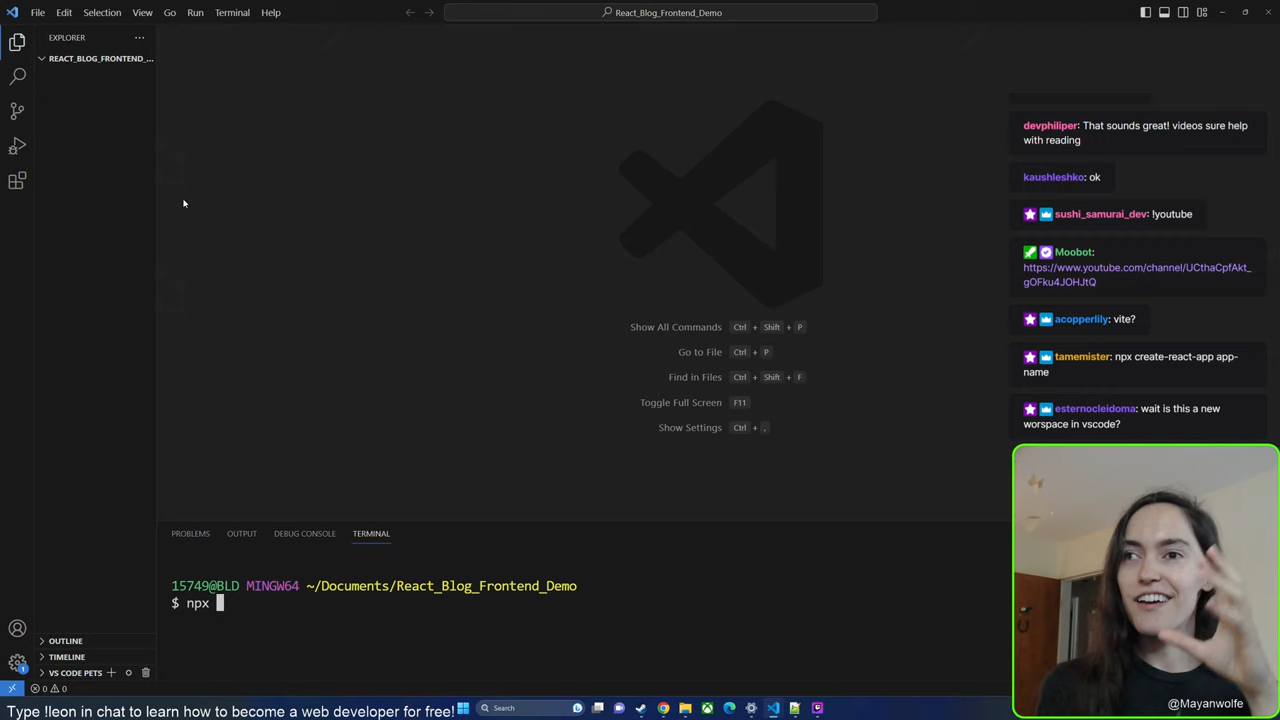 File Edit Selection View Go Run Terminal Help
React_Blog_Frontend_Demo
EXPLORER
REACT_BLOG_FRONTEND_...
Show All Commands Ctrl + Shift + P
Go to File Ctrl + P
Find in Files Ctrl + Shift + F
Toggle Full Screen F11
Show Settings Ctrl + ,
devphiliper: That sounds great! videos sure help
with reading
kaushleshko: ok
sushi_samurai_dev: !youtube
Moobot:
https://www.youtube.com/channel/UCthaCpfAkt_
gOFku4JOHJtQ
acopperlily: vite?
tamemister: npx create-react-app app-
name
esternocleidoma: wait is this a new
worspace in vscode?
PROBLEMS OUTPUT DEBUG CONSOLE TERMINAL
15749@BLD MINGW64 ~/Documents/React_Blog_Frontend_Demo
$ npx
OUTLINE
TIMELINE
VS CODE PETS
1
0 0
Type !leon in chat to learn how to become a web developer for free!
Search
@Mayanwolfe